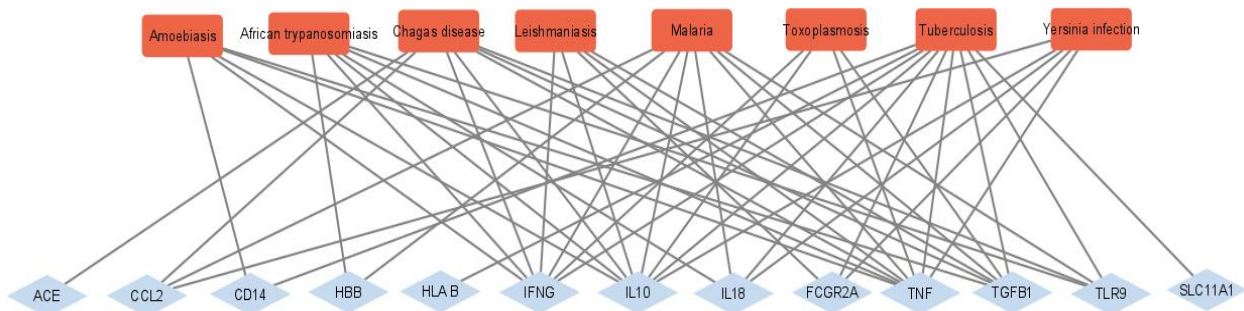 Amoebiasis
African trypanosomiasis
Chagas disease
Leishmaniasis
Malaria
Toxoplasmosis
Tuberculosis
Yersinia infection
ACE
CCL2
CD14
HBB
HLA B
IFNG
IL10
IL18
FCGR2A
TNF
TGFB1
TLR9
SLC11A1